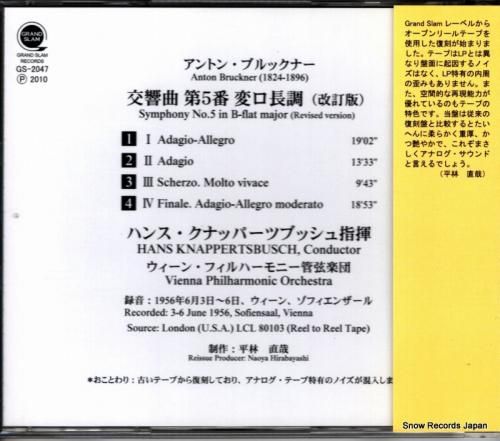 GRAND SLAM
GRAND SLAM
RECORDS
GS-2047
Ⓟ 2010
アントン・ブルックナー
Anton Bruckner (1824-1896)
交響曲 第5番 変ロ長調（改訂版）
Symphony No.5 in B-flat major (Revised version)
1 I Adagio-Allegro 19'02"
2 II Adagio 13'33"
3 III Scherzo. Molto vivace 9'43"
4 IV Finale. Adagio-Allegro moderato 18'53"
ハンス・クナッパーツブッシュ指揮
HANS KNAPPERTSBUSCH, Conductor
ウィーン・フィルハーモニー管弦楽団
Vienna Philharmonic Orchestra
録音：1956年6月3日〜6日、ウィーン、ゾフィエンザール
Recorded: 3-6 June 1956, Sofiensaal, Vienna
Source: London (U.S.A.) LCL 80103 (Reel to Reel Tape)
制作：平林 直哉
Reissue Producer: Naoya Hirabayashi
*おことわり：古いテープから復刻しており、アナログ・テープ特有のノイズが混入しま
Grand Slam レーベルから
オープンリールテープを
使用した復刻が始まりまし
た。テープはLPとは異
なり盤面に起因するノイ
ズはなく、LP特有の内周
の歪みもありません。ま
た、空間的な再現能力が
優れているのもテープの
特色です。当盤は従来の
復刻盤と比較するとたいへ
んに柔らかく重厚、か
つ艶やかで、これぞまさし
くアナログ・サウンド
と言えるでしょう。
（平林 直哉）
Snow Records Japan